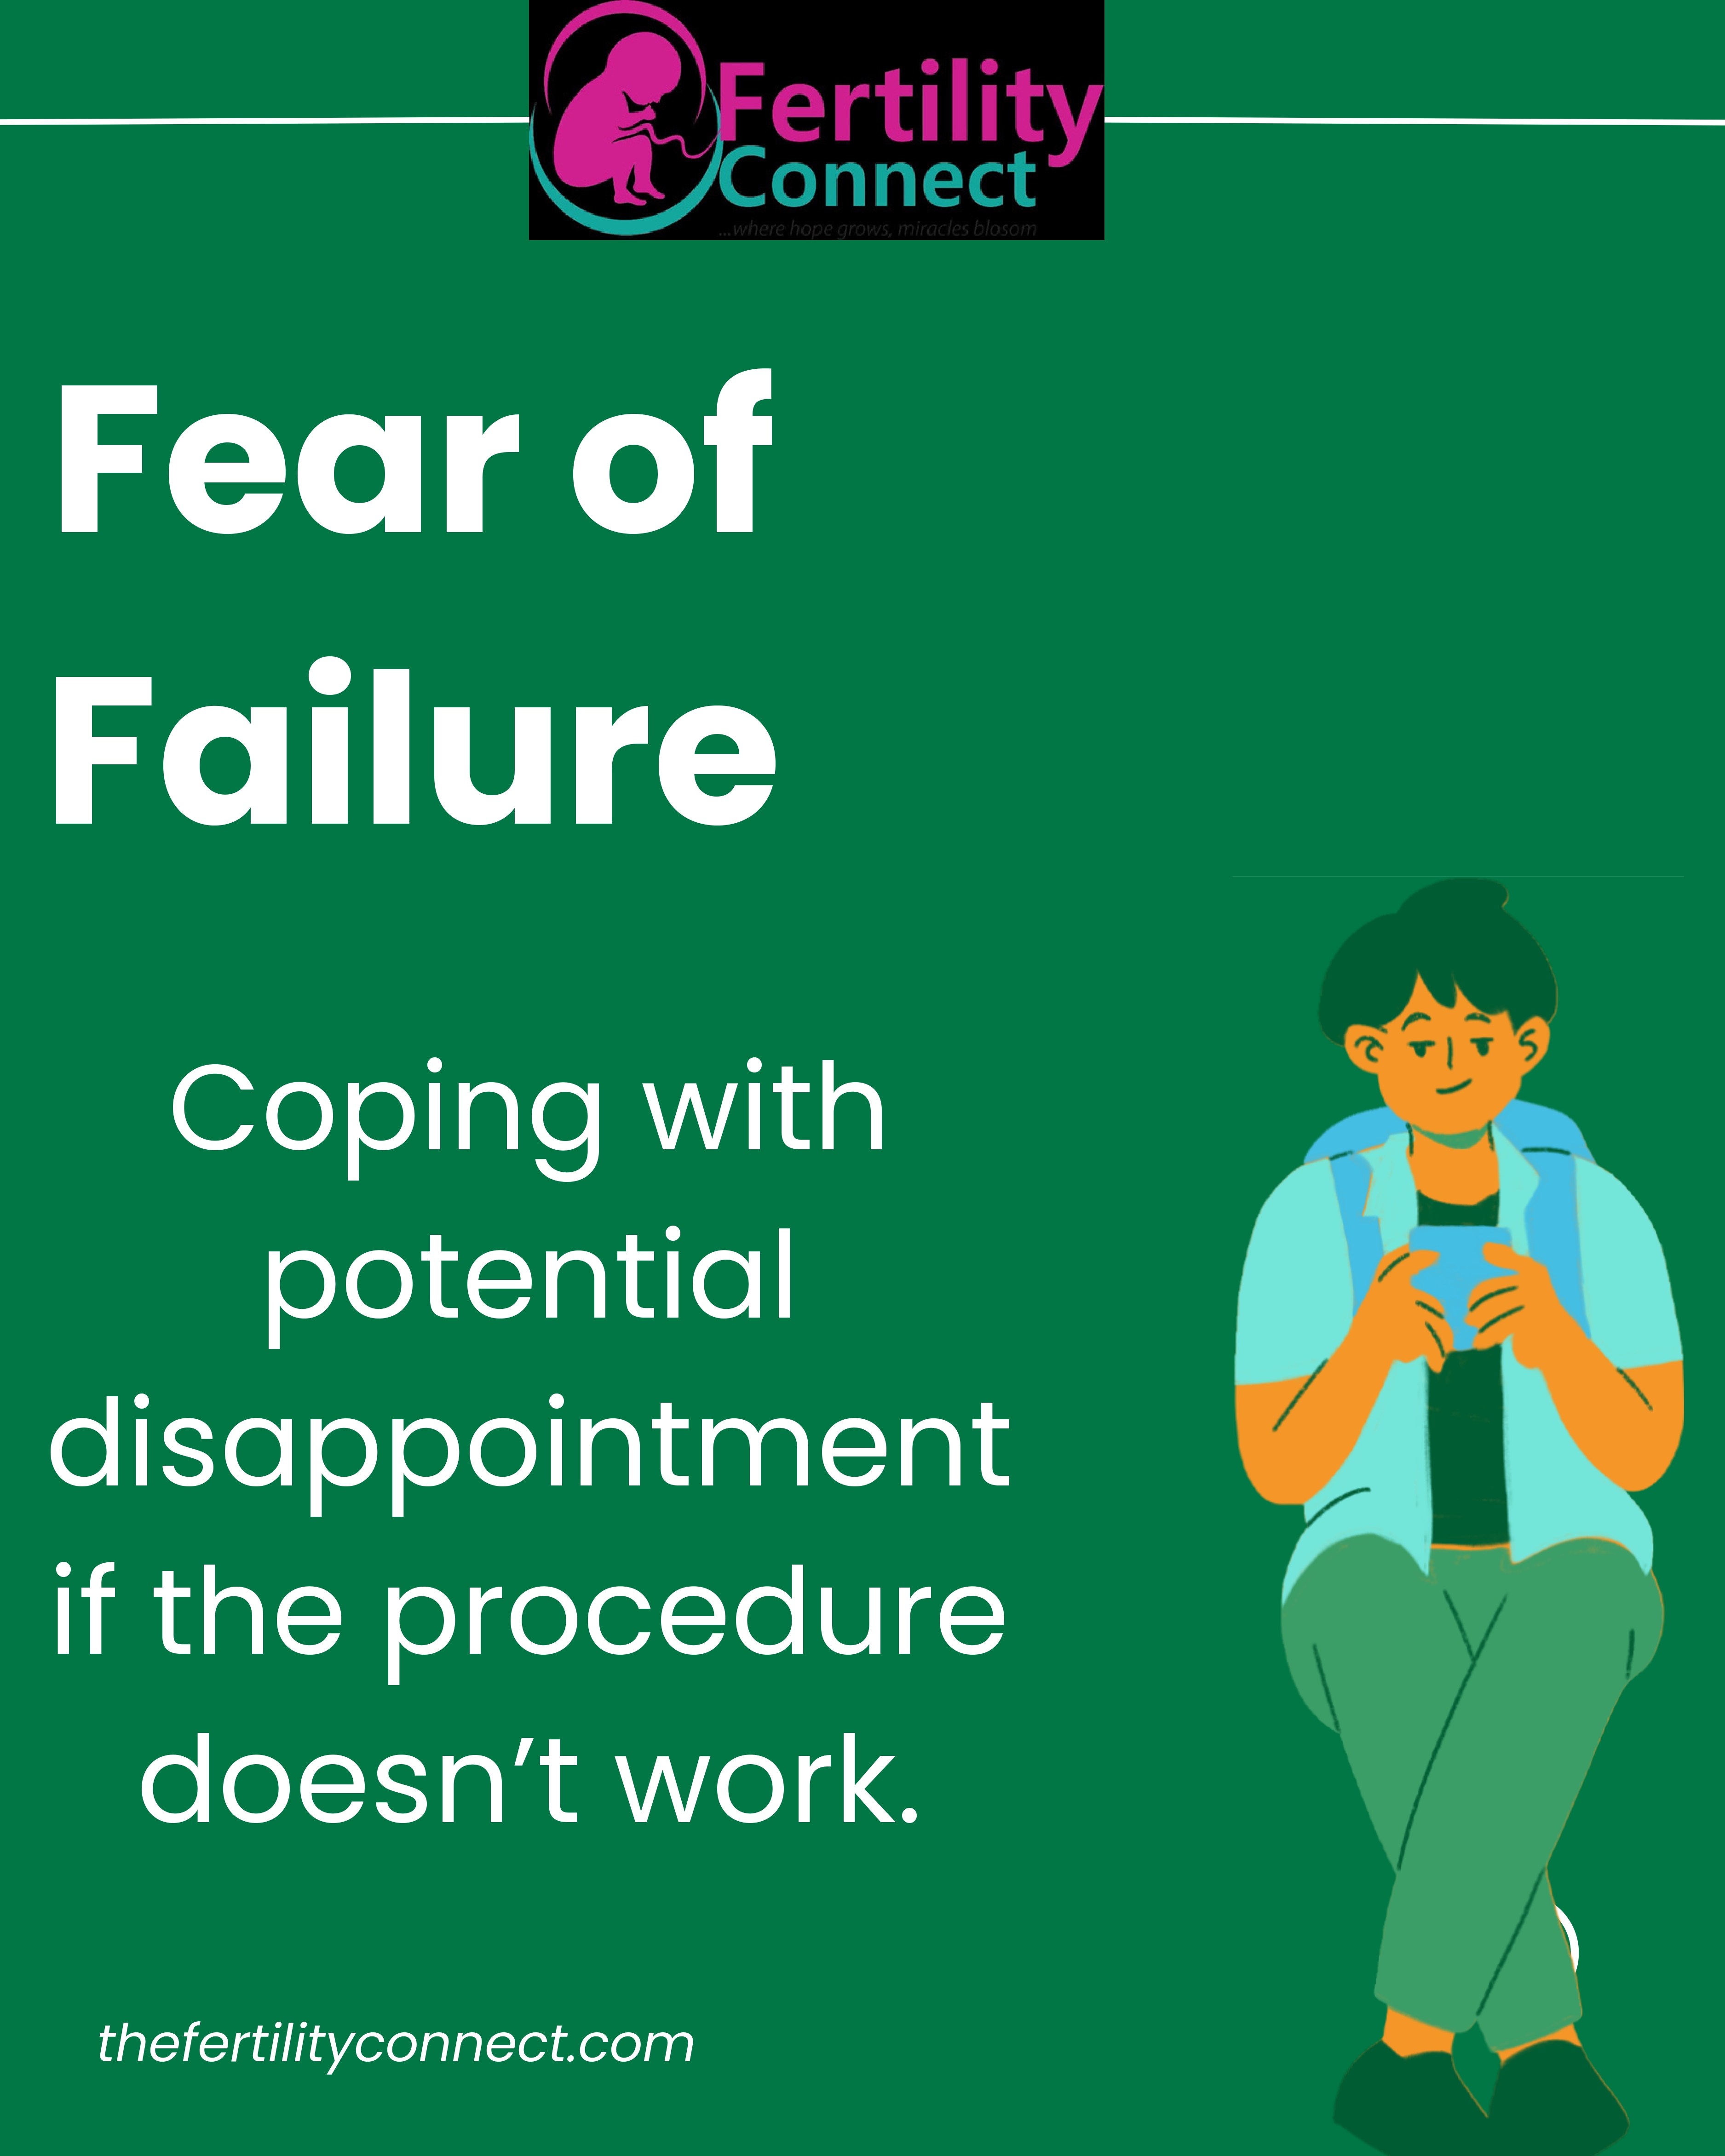 Fertility
Connect
...where hope grows, miracles blosom
Fear of
Failure
Coping with
potential
disappointment
if the procedure
doesn’t work.
thefertilityconnect.com